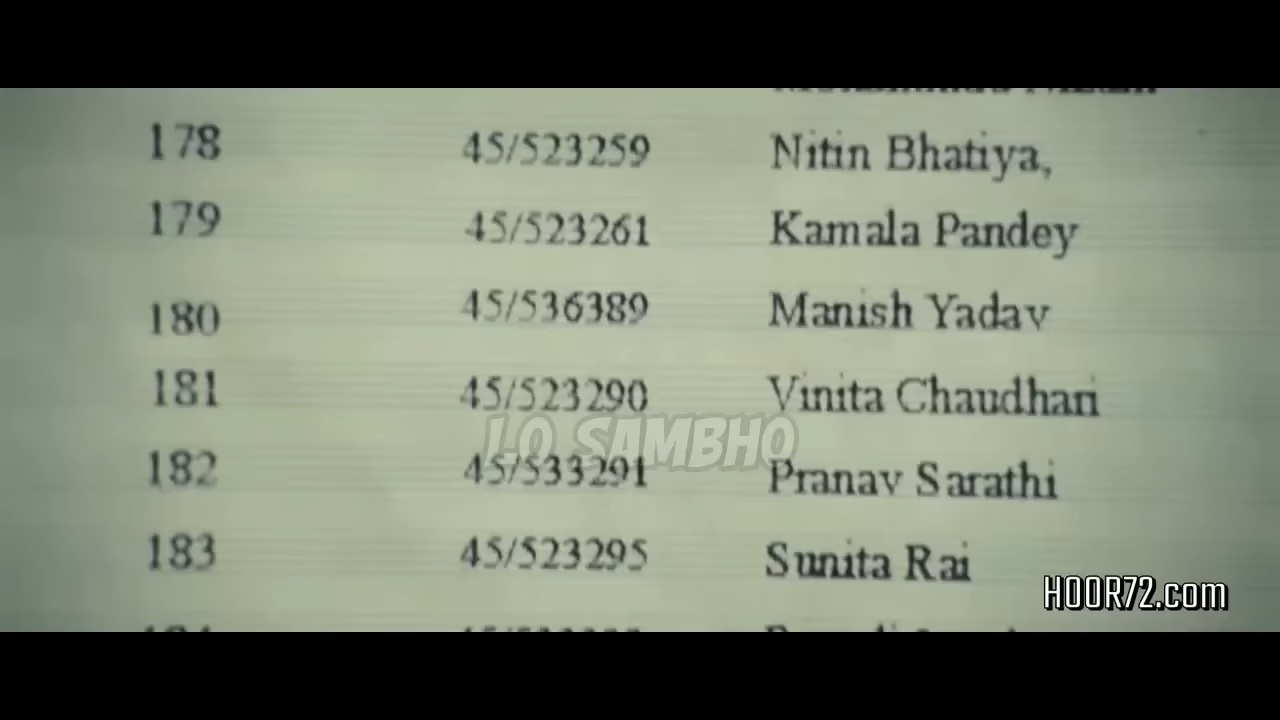 178 45/523259 Nitin Bhatiya,
179 45/523261 Kamala Pandey
180 45/536389 Manish Yadav
181 45/523290 Vinita Chaudhari
LO SAMBHO
182 45/533291 Pranav Sarathi
183 45/523295 Sunita Rai
HOOR72.com